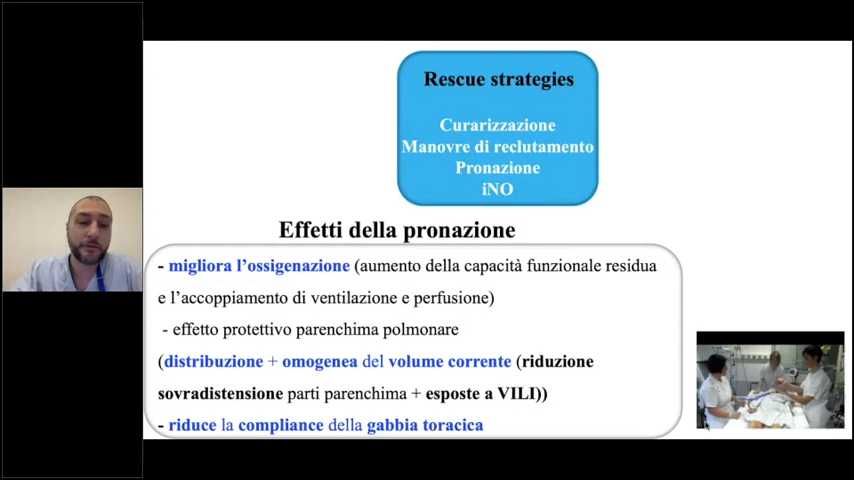 Rescue strategies
Curarizzazione
Manovre di reclutamento
Pronazione
iNO
Effetti della pronazione
- migliora l'ossigenazione (aumento della capacità funzionale residua
e l'accoppiamento di ventilazione e perfusione)
- effetto protettivo parenchima polmonare
(distribuzione + omogenea del volume corrente (riduzione
sovradistensione parti parenchima + esposte a VILI))
- riduce la compliance della gabbia toracica